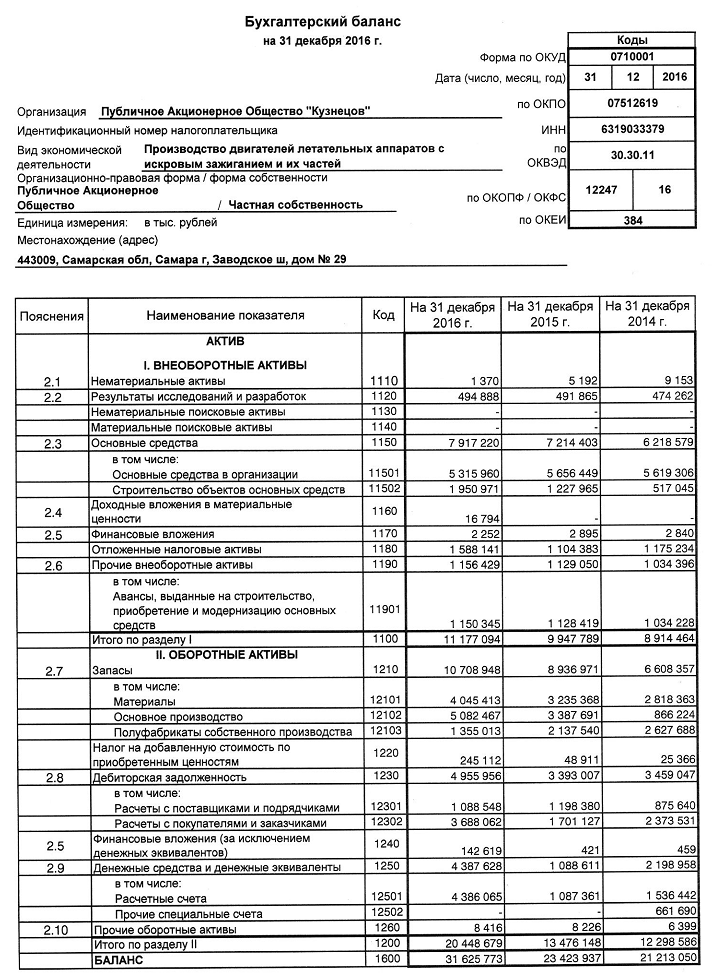 Бухгалтерский баланс
на 31 декабря 2016 г.
Коды
Форма по ОКУД 0710001
Дата (число, месяц, год) 31 12 2016
Организация Публичное Акционерное Общество "Кузнецов" по ОКПО 07512619
Идентификационный номер налогоплательщика ИНН 6319033379
Вид экономической деятельности Производство двигателей летательных аппаратов с искровым зажиганием и их частей по ОКВЭД 30.30.11
Организационно-правовая форма / форма собственности
Публичное Акционерное Общество / Частная собственность по ОКОПФ / ОКФС 12247 16
Единица измерения: в тыс. рублей по ОКЕИ 384
Местонахождение (адрес)
443009, Самарская обл, Самара г, Заводское ш, дом № 29
Пояснения Наименование показателя Код На 31 декабря 2016 г. На 31 декабря 2015 г. На 31 декабря 2014 г.
АКТИВ
I. ВНЕОБОРОТНЫЕ АКТИВЫ
2.1 Нематериальные активы 1110 1 370 5 192 9 153
2.2 Результаты исследований и разработок 1120 494 888 491 865 474 262
Нематериальные поисковые активы 1130 - - -
Материальные поисковые активы 1140 - - -
2.3 Основные средства 1150 7 917 220 7 214 403 6 218 579
в том числе:
Основные средства в организации 11501 5 315 960 5 656 449 5 619 306
Строительство объектов основных средств 11502 1 950 971 1 227 965 517 045
2.4 Доходные вложения в материальные ценности 1160 16 794 - -
2.5 Финансовые вложения 1170 2 252 2 895 2 840
Отложенные налоговые активы 1180 1 588 141 1 104 383 1 175 234
2.6 Прочие внеоборотные активы 1190 1 156 429 1 129 050 1 034 396
в том числе:
Авансы, выданные на строительство,
приобретение и модернизацию основных
средств 11901 1 150 345 1 128 419 1 034 228
Итого по разделу I 1100 11 177 094 9 947 789 8 914 464
II. ОБОРОТНЫЕ АКТИВЫ
2.7 Запасы 1210 10 708 948 8 936 971 6 608 357
в том числе:
Материалы 12101 4 045 413 3 235 368 2 818 363
Основное производство 12102 5 082 467 3 387 691 866 224
Полуфабрикаты собственного производства 12103 1 355 013 2 137 540 2 627 688
Налог на добавленную стоимость по
приобретенным ценностям 1220 245 112 48 911 25 366
2.8 Дебиторская задолженность 1230 4 955 956 3 393 007 3 459 047
в том числе:
Расчеты с поставщиками и подрядчиками 12301 1 088 548 1 198 380 875 640
Расчеты с покупателями и заказчиками 12302 3 688 062 1 701 127 2 373 531
2.5 Финансовые вложения (за исключением
денежных эквивалентов) 1240 142 619 421 459
2.9 Денежные средства и денежные эквиваленты 1250 4 387 628 1 088 611 2 198 958
в том числе:
Расчетные счета 12501 4 386 065 1 087 361 1 536 442
Прочие специальные счета 12502 - - 661 690
2.10 Прочие оборотные активы 1260 8 416 8 226 6 399
Итого по разделу II 1200 20 448 679 13 476 148 12 298 586
БАЛАНС 1600 31 625 773 23 423 937 21 213 050